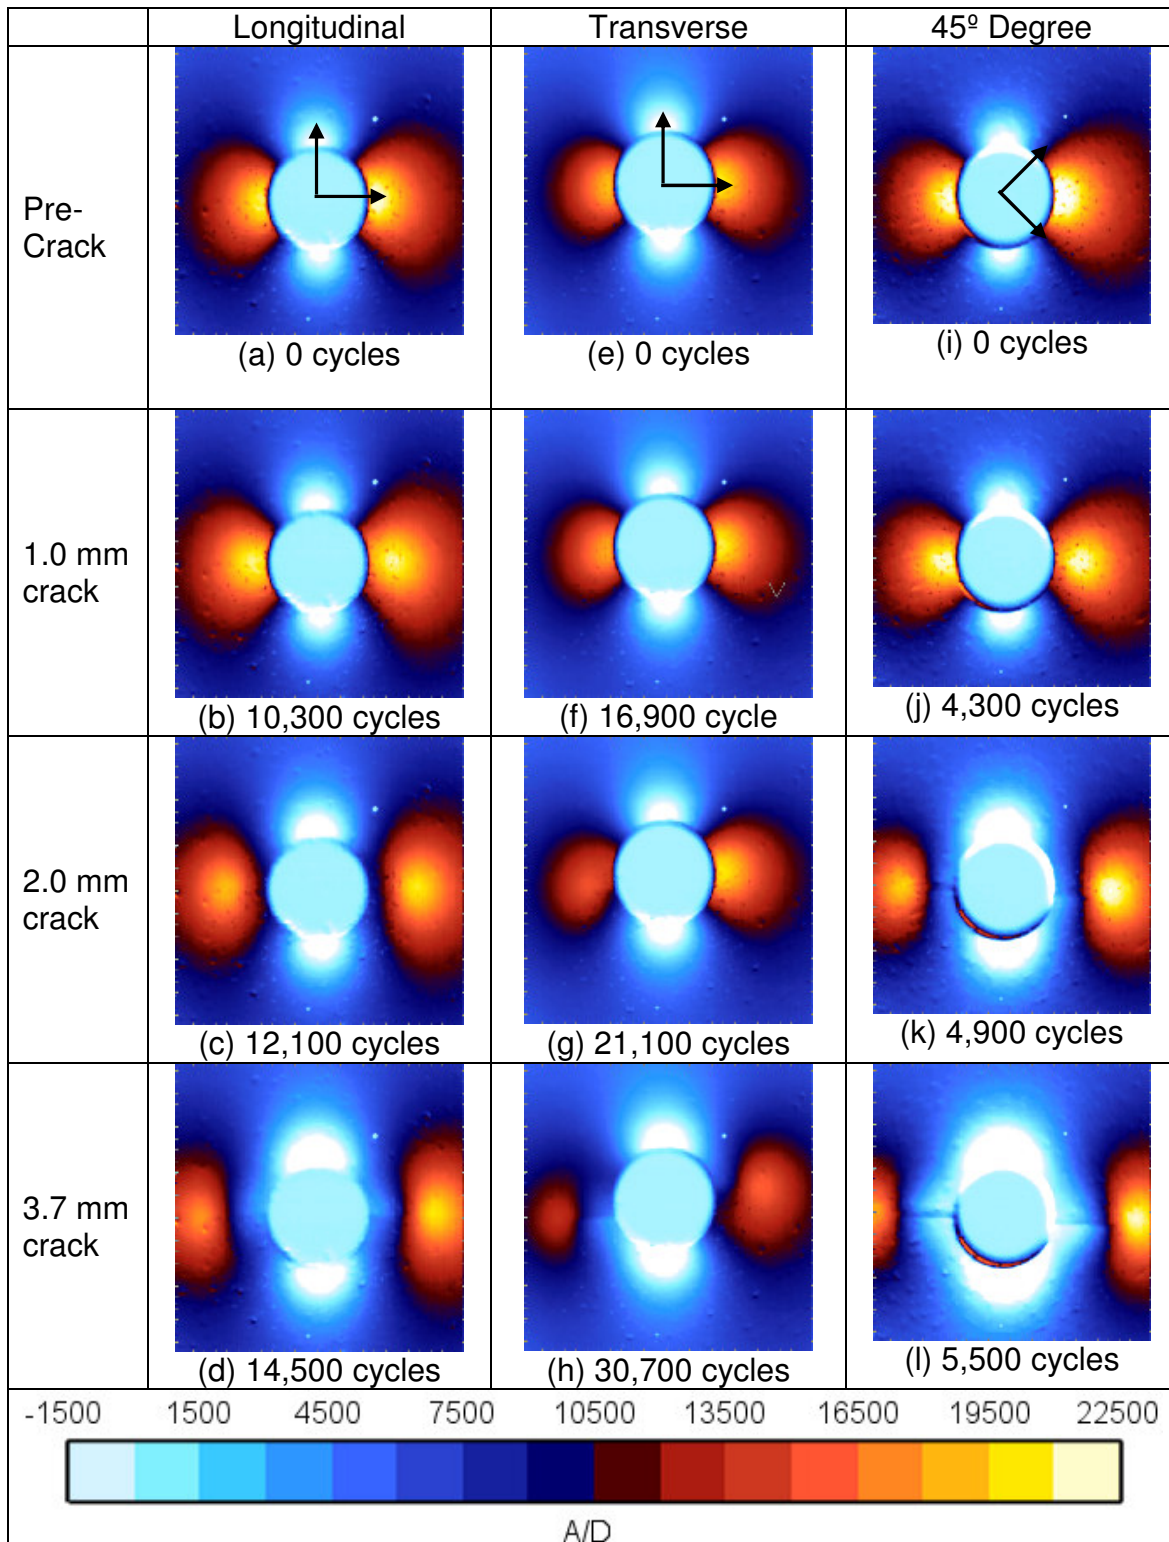 Longitudinal Transverse 45º Degree
Pre-
Crack
(a) 0 cycles (e) 0 cycles (i) 0 cycles
1.0 mm
crack
(b) 10,300 cycles (f) 16,900 cycle (j) 4,300 cycles
2.0 mm
crack
(c) 12,100 cycles (g) 21,100 cycles (k) 4,900 cycles
3.7 mm
crack
(d) 14,500 cycles (h) 30,700 cycles (l) 5,500 cycles
-1500 1500 4500 7500 10500 13500 16500 19500 22500
A/D